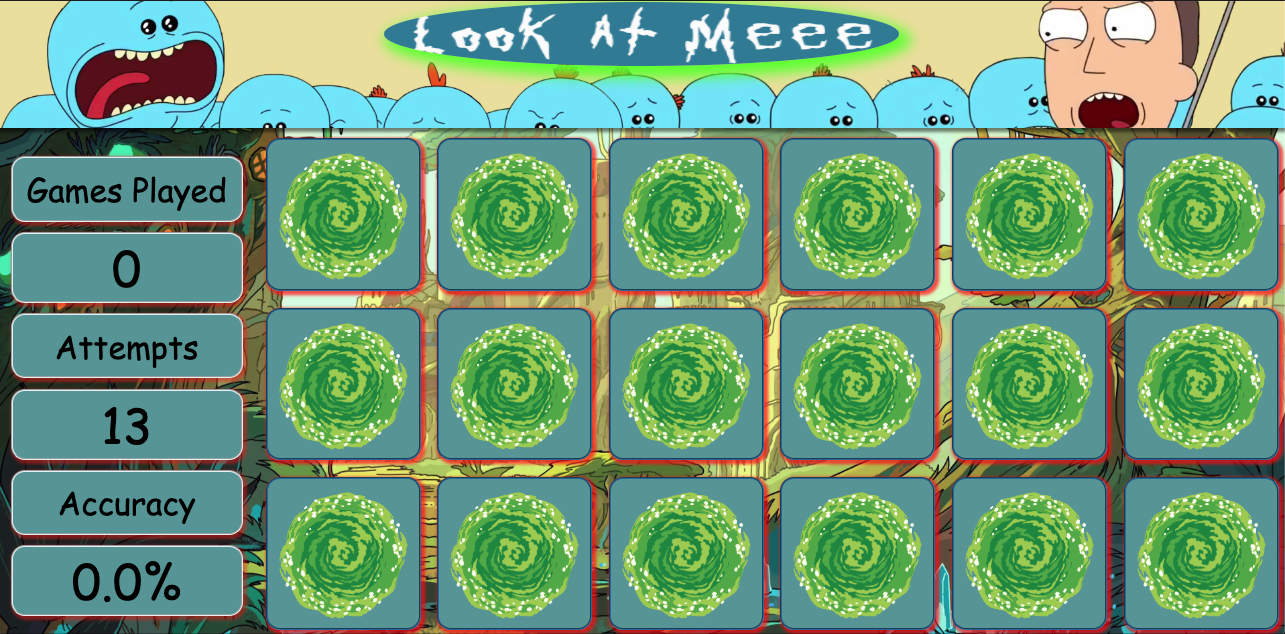 Look At Meee
Games Played
0
Attempts
13
Accuracy
0.0%